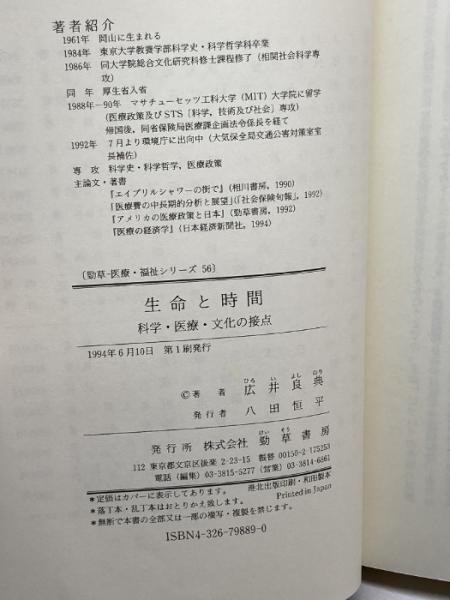 著者紹介
1961年 岡山に生まれる
1984年 東京大学教養学部科学史・科学哲学科卒業
1986年 同大学院総合文化研究科修士課程修了(相関社会科学専
攻)
同年 厚生省入省
1988年—90年 マサチューセッツ工科大学(MIT)大学院に留学
(医療政策及びSTS〔科学,技術及び社会〕専攻)
帰国後,同省保険局医療課企画法令係長を経て
1992年 7月より環境庁に出向中(大気保全局交通公害対策室室
長補佐)
専攻 科学史・科学哲学,医療政策
主論文・著書
『エイプリルシャワーの街で』(相川書房,1990)
「医療費の中長期的分析と展望」(「社会保険旬報」,1992)
『アメリカの医療政策と日本』(勁草書房,1992)
『医療の経済学』(日本経済新聞社,1994)
〔勁草-医療・福祉シリーズ 56〕
生命と時間
科学・医療・文化の接点
1994年6月10日 第1刷発行
ひろ い よし のり
©著者 広井良典
発行者 八田恒平
けい そう
発行所 株式会社 勁草書房
112 東京都文京区後楽 2-23-15 振替 00150-2-175253
電話(編集)03-3815-5277(営業)03-3814-6861
*定価はカバーに表示してあります。 港北出版印刷・和田製本
*落丁本・乱丁本はおとりかえ致します。 Printed in Japan
*無断で本書の全部又は一部の複写・複製を禁じます。
ISBN4-326-79889-0